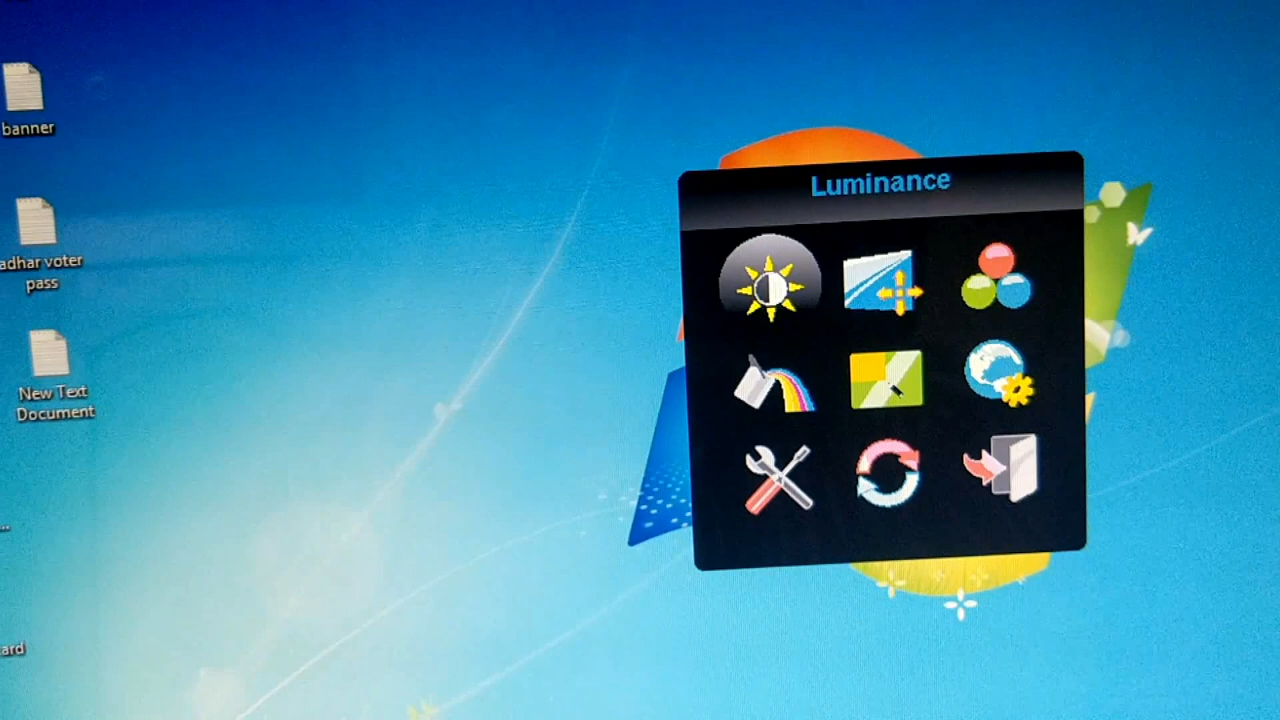 banner
adhar voter
pass
New Text
Document
ard
Luminance